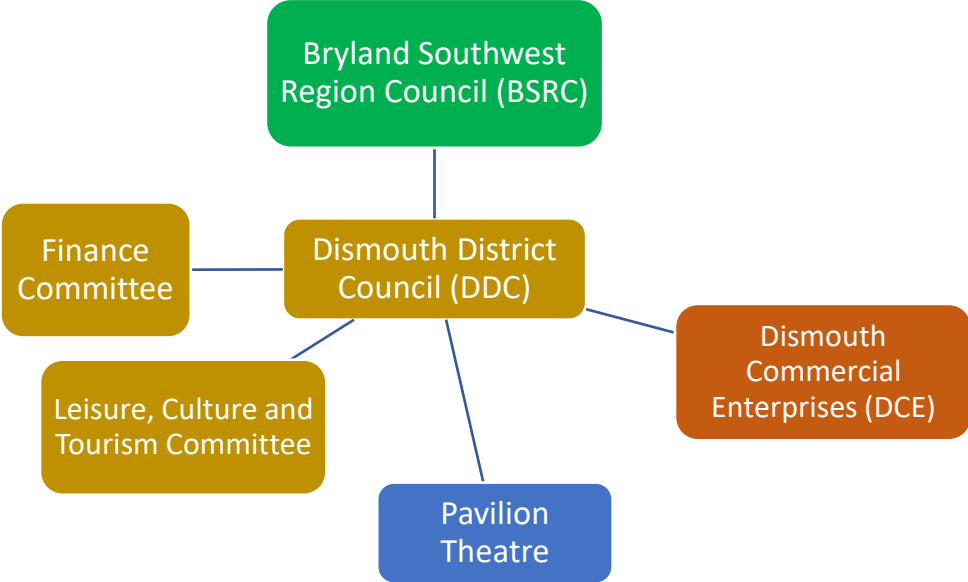 Bryland Southwest
Region Council (BSRC)
Finance
Committee
Dismouth District
Council (DDC)
Dismouth
Commercial
Enterprises (DCE)
Leisure, Culture and
Tourism Committee
Pavilion
Theatre